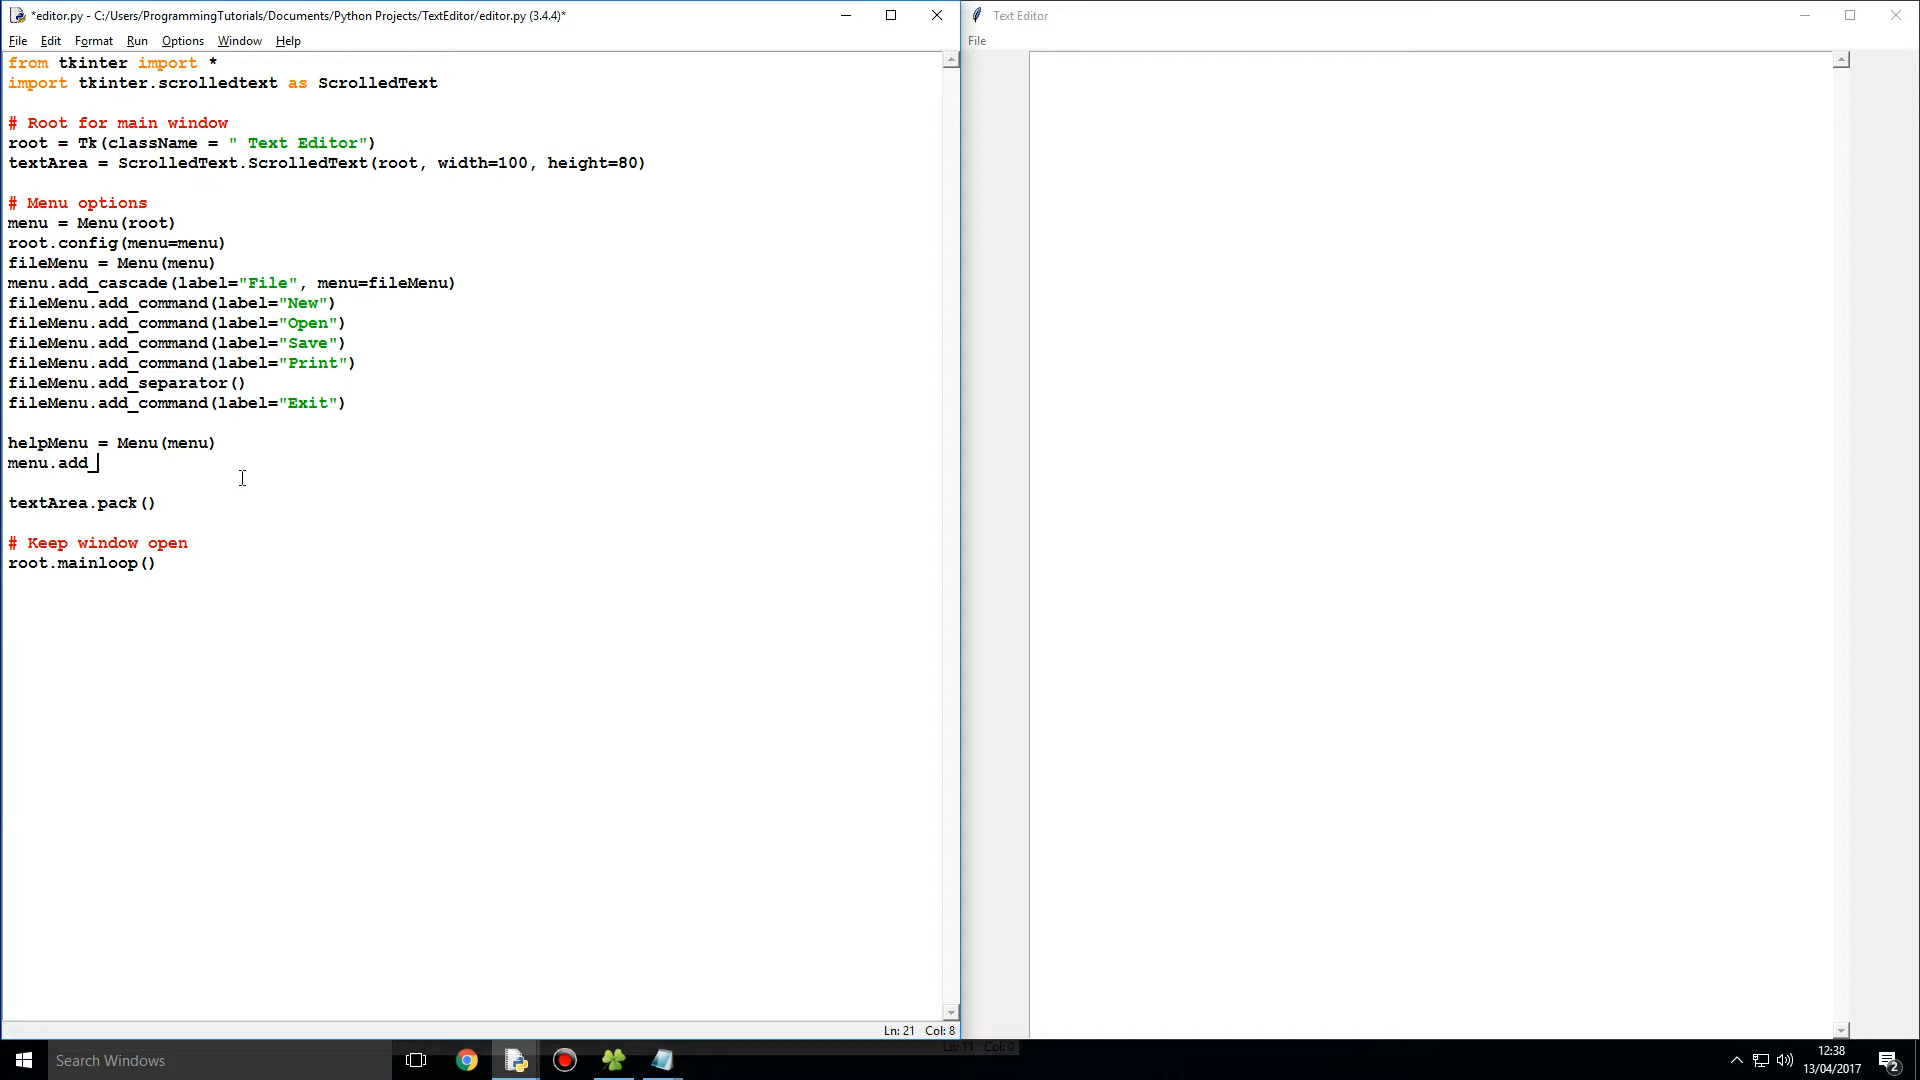 *editor.py - C:/Users/ProgrammingTutorials/Documents/Python Projects/TextEditor/editor.py (3.4.4)*
File Edit Format Run Options Window Help
from tkinter import *
import tkinter.scrolledtext as ScrolledText
# Root for main window
root = Tk(className = " Text Editor")
textArea = ScrolledText.ScrolledText(root, width=100, height=80)
# Menu options
menu = Menu(root)
root.config(menu=menu)
fileMenu = Menu(menu)
menu.add_cascade(label="File", menu=fileMenu)
fileMenu.add_command(label="New")
fileMenu.add_command(label="Open")
fileMenu.add_command(label="Save")
fileMenu.add_command(label="Print")
fileMenu.add_separator()
fileMenu.add_command(label="Exit")
helpMenu = Menu(menu)
menu.add_
textArea.pack()
# Keep window open
root.mainloop()
Ln: 21 Col: 8
Text Editor
File
Ln: 11 Col: 0
Search Windows
12:38
13/04/2017
2